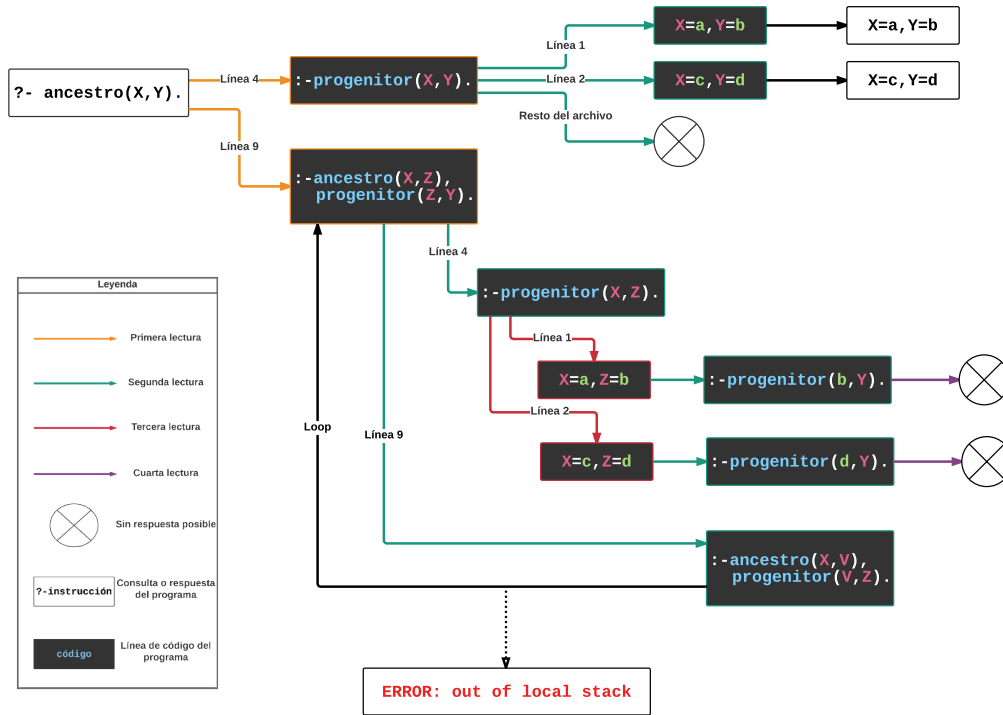 ?- ancestro(X,Y).
Línea 4
:-progenitor(X,Y).
Línea 1
X=a,Y=b
X=a,Y=b
Línea 2
X=c,Y=d
X=c,Y=d
Resto del archivo
Línea 9
:-ancestro(X,Z),
progenitor(Z,Y).
Línea 4
:-progenitor(X,Z).
Línea 1
X=a,Z=b
:-progenitor(b,Y).
Línea 2
X=c,Z=d
:-progenitor(d,Y).
Loop
Línea 9
:-ancestro(X,V),
progenitor(V,Z).
ERROR: out of local stack
Leyenda
Primera lectura
Segunda lectura
Tercera lectura
Cuarta lectura
Sin respuesta posible
?-instrucción
Consulta o respuesta
del programa
código
Línea de código del
programa